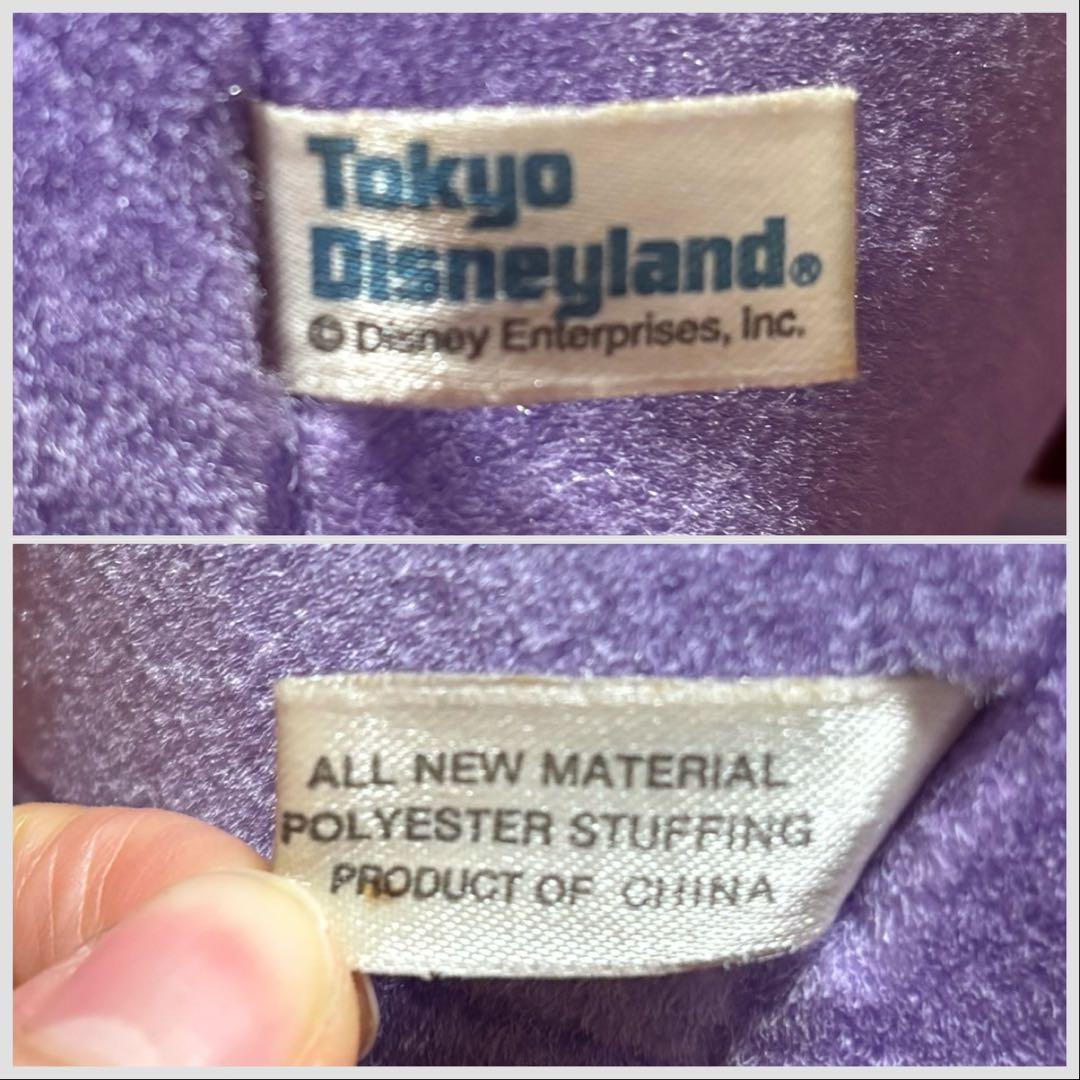 Tokyo
Disneyland®
© Disney Enterprises, Inc.
ALL NEW MATERIAL
POLYESTER STUFFING
PRODUCT OF CHINA